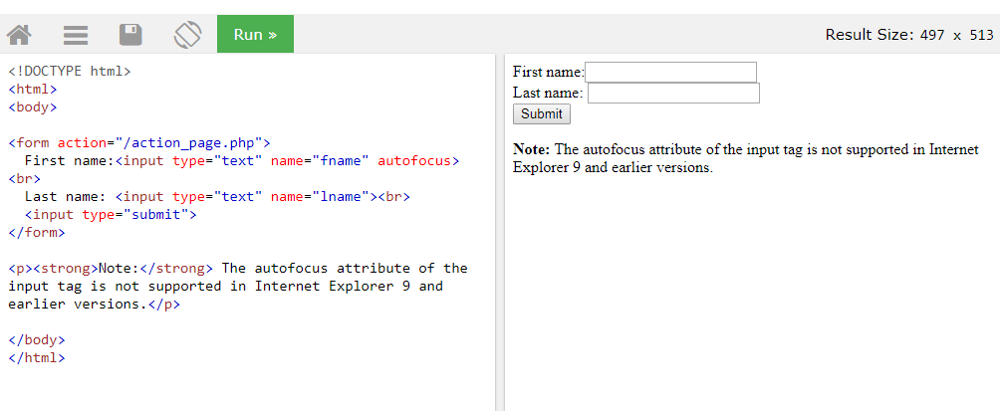 Run »
Result Size: 497 x 513
<!DOCTYPE html>
<html>
<body>
<form action="/action_page.php">
First name:<input type="text" name="fname" autofocus>
<br>
Last name: <input type="text" name="lname"><br>
<input type="submit">
</form>
<p><strong>Note:</strong> The autofocus attribute of the
input tag is not supported in Internet Explorer 9 and
earlier versions.</p>
</body>
</html>
First name:
Last name:
Submit
Note: The autofocus attribute of the input tag is not supported in Internet
Explorer 9 and earlier versions.